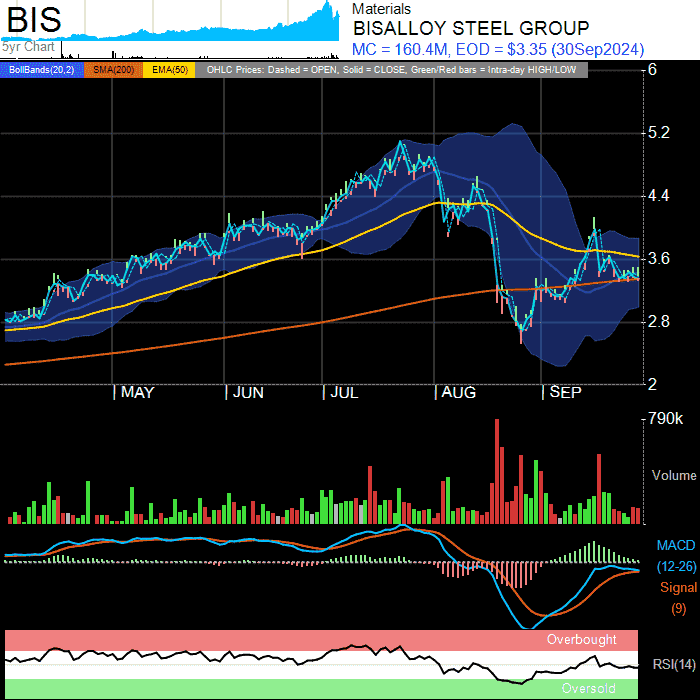 BIS
Materials
BISALLOY STEEL GROUP
5yr Chart
MC = 160.4M, EOD = $3.35 (30Sep2024)
BollBands(20,2) SMA(200) EMA(50) OHLC Prices: Dashed = OPEN, Solid = CLOSE, Green/Red bars = Intra-day HIGH/LOW
6
5.2
4.4
3.6
2.8
2
| MAY | JUN | JUL | AUG | SEP
790k
Volume
MACD
(12-26)
Signal
(9)
Overbought
RSI(14)
Oversold